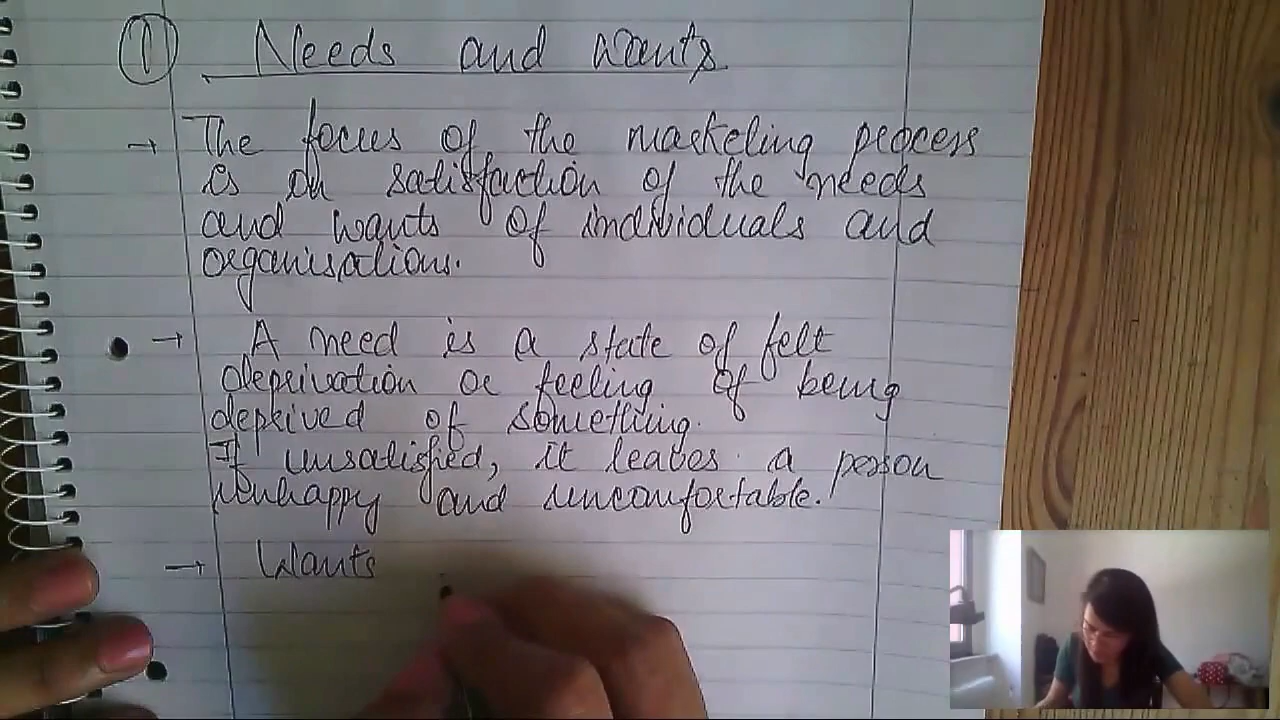 ① Needs and Wants
→ The focus of the marketing process
is on satisfaction of the needs
and wants of individuals and
organisations.
→ A need is a state of felt
deprivation or feeling of being
deprived of something.
If unsatisfied, it leaves a person
unhappy and uncomfortable.
→ Wants